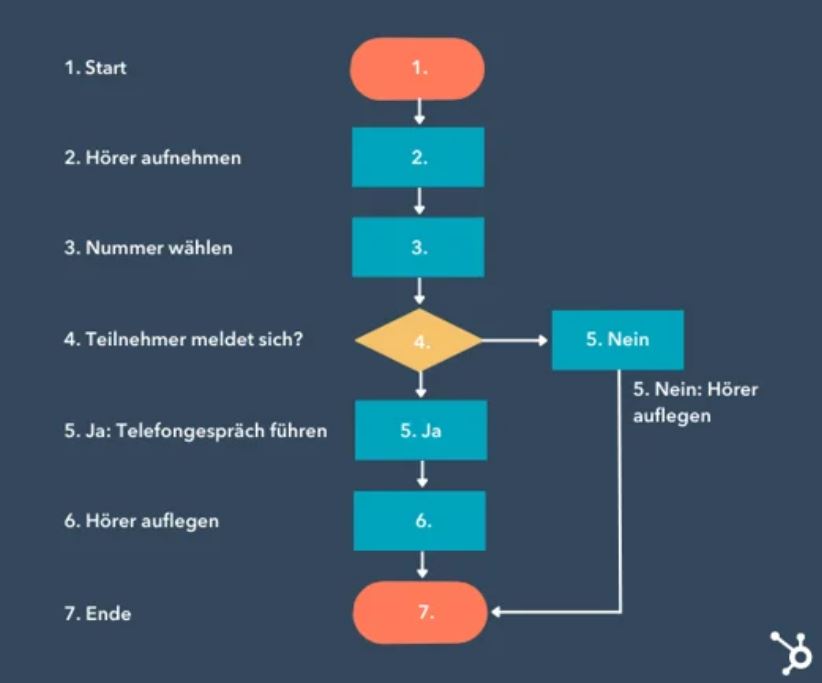 1. Start
1.
2. Hörer aufnehmen
2.
3. Nummer wählen
3.
4. Teilnehmer meldet sich?
4.
5. Nein
5. Nein: Hörer
auflegen
5. Ja: Telefongespräch führen
5. Ja
6. Hörer auflegen
6.
7. Ende
7.